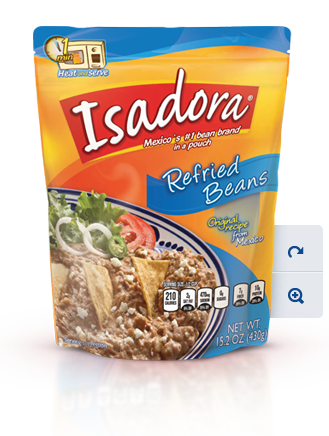 1
min
Heat and serve
Isadora®
Mexico's #1 bean brand
in a pouch
Refried
Beans
Original
recipe
from
Mexico
210
CALORIES
NET WT.
15.2 OZ (430g)